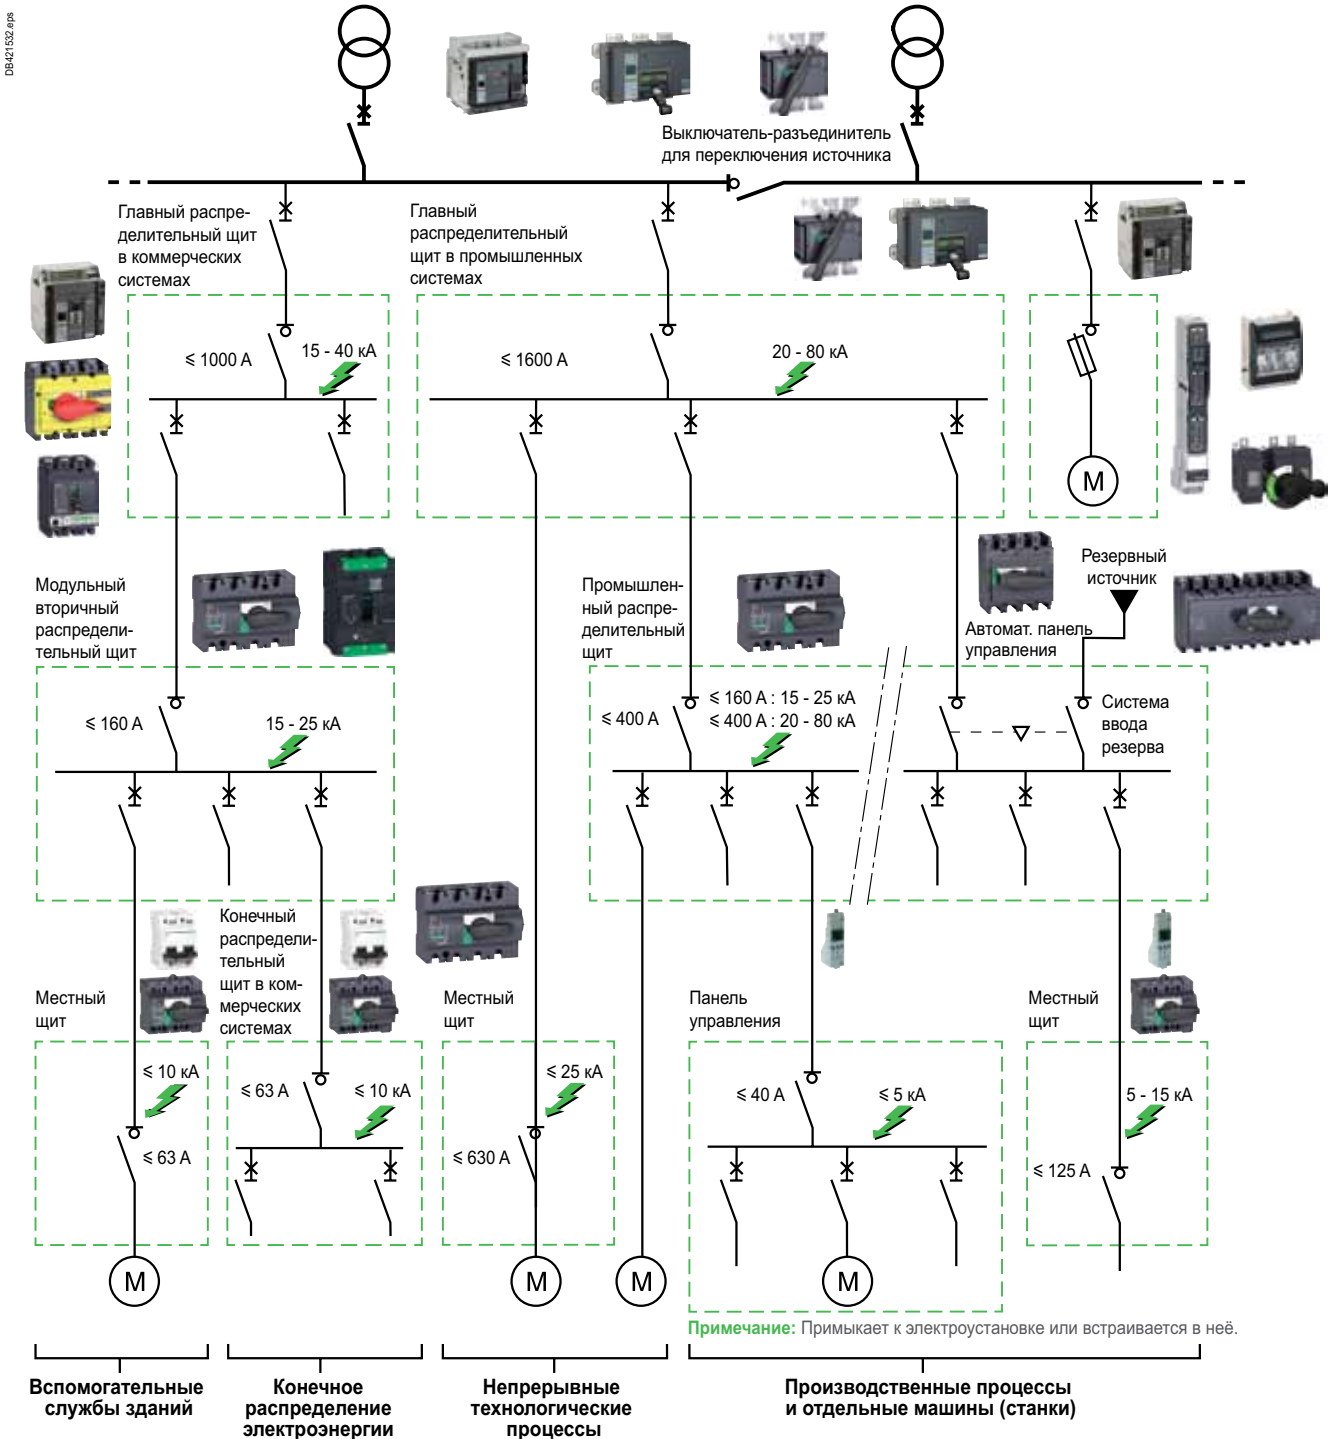 DB421532.eps
Выключатель-разъединитель
для переключения источника
Главный распре-
делительный щит
в коммерческих
системах
Главный
распределительный
щит в промышленных
системах
≤ 1000 A
15 - 40 кА
≤ 1600 A
20 - 80 кА
M
Модульный
вторичный
распредели-
тельный щит
Промышлен-
ный распре-
делительный
щит
Автомат. панель
управления
Резервный
источник
≤ 160 A
15 - 25 кА
≤ 400 A
≤ 160 A : 15 - 25 кА
≤ 400 A : 20 - 80 кА
Система
ввода
резерва
Местный
щит
Конечный
распредели-
тельный
щит в ком-
мерческих
системах
Местный
щит
Панель
управления
Местный
щит
≤ 10 кА
≤ 63 A
≤ 63 A
≤ 10 кА
≤ 25 кА
≤ 630 A
≤ 40 A
≤ 5 кА
5 - 15 кА
≤ 125 A
M
M
M
M
Примечание: Примыкает к электроустановке или встраивается в неё.
Вспомогательные
службы зданий
Конечное
распределение
электроэнергии
Непрерывные
технологические
процессы
Производственные процессы
и отдельные машины (станки)